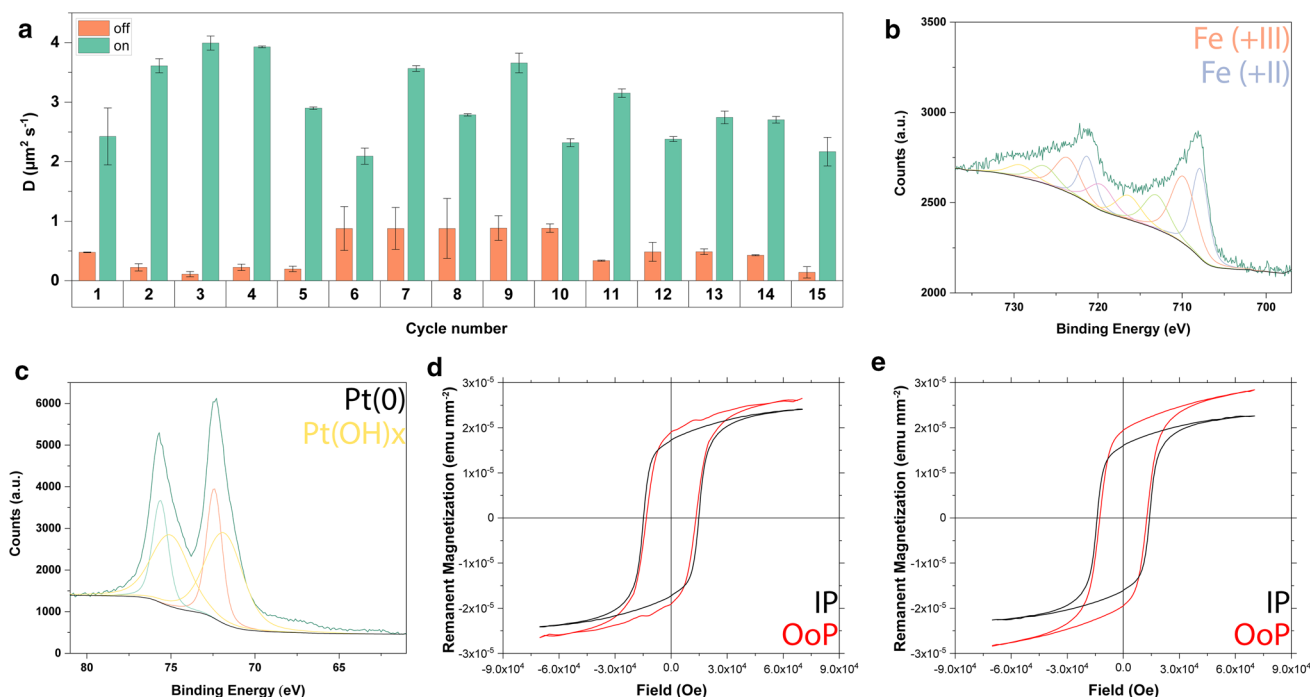 a
off
on
4
3
2
1
0
D (µm² s⁻¹)
1 2 3 4 5 6 7 8 9 10 11 12 13 14 15
Cycle number
b
Fe (+III)
Fe (+II)
3500
3000
2500
2000
Counts (a.u.)
730 720 710 700
Binding Energy (eV)
c
Pt(0)
Pt(OH)x
6000
5000
4000
3000
2000
1000
0
Counts (a.u.)
80 75 70 65
Binding Energy (eV)
d
3x10⁻⁵
2x10⁻⁵
1x10⁻⁵
0
-1x10⁻⁵
-2x10⁻⁵
-3x10⁻⁵
Remanent Magnetization (emu mm⁻²)
IP
OoP
-9.0x10⁴ -6.0x10⁴ -3.0x10⁴ 0.0 3.0x10⁴ 6.0x10⁴ 9.0x10⁴
Field (Oe)
e
3x10⁻⁵
2x10⁻⁵
1x10⁻⁵
0
-1x10⁻⁵
-2x10⁻⁵
-3x10⁻⁵
Remanent Magnetization (emu mm⁻²)
IP
OoP
-9.0x10⁴ -6.0x10⁴ -3.0x10⁴ 0.0 3.0x10⁴ 6.0x10⁴ 9.0x10⁴
Field (Oe)